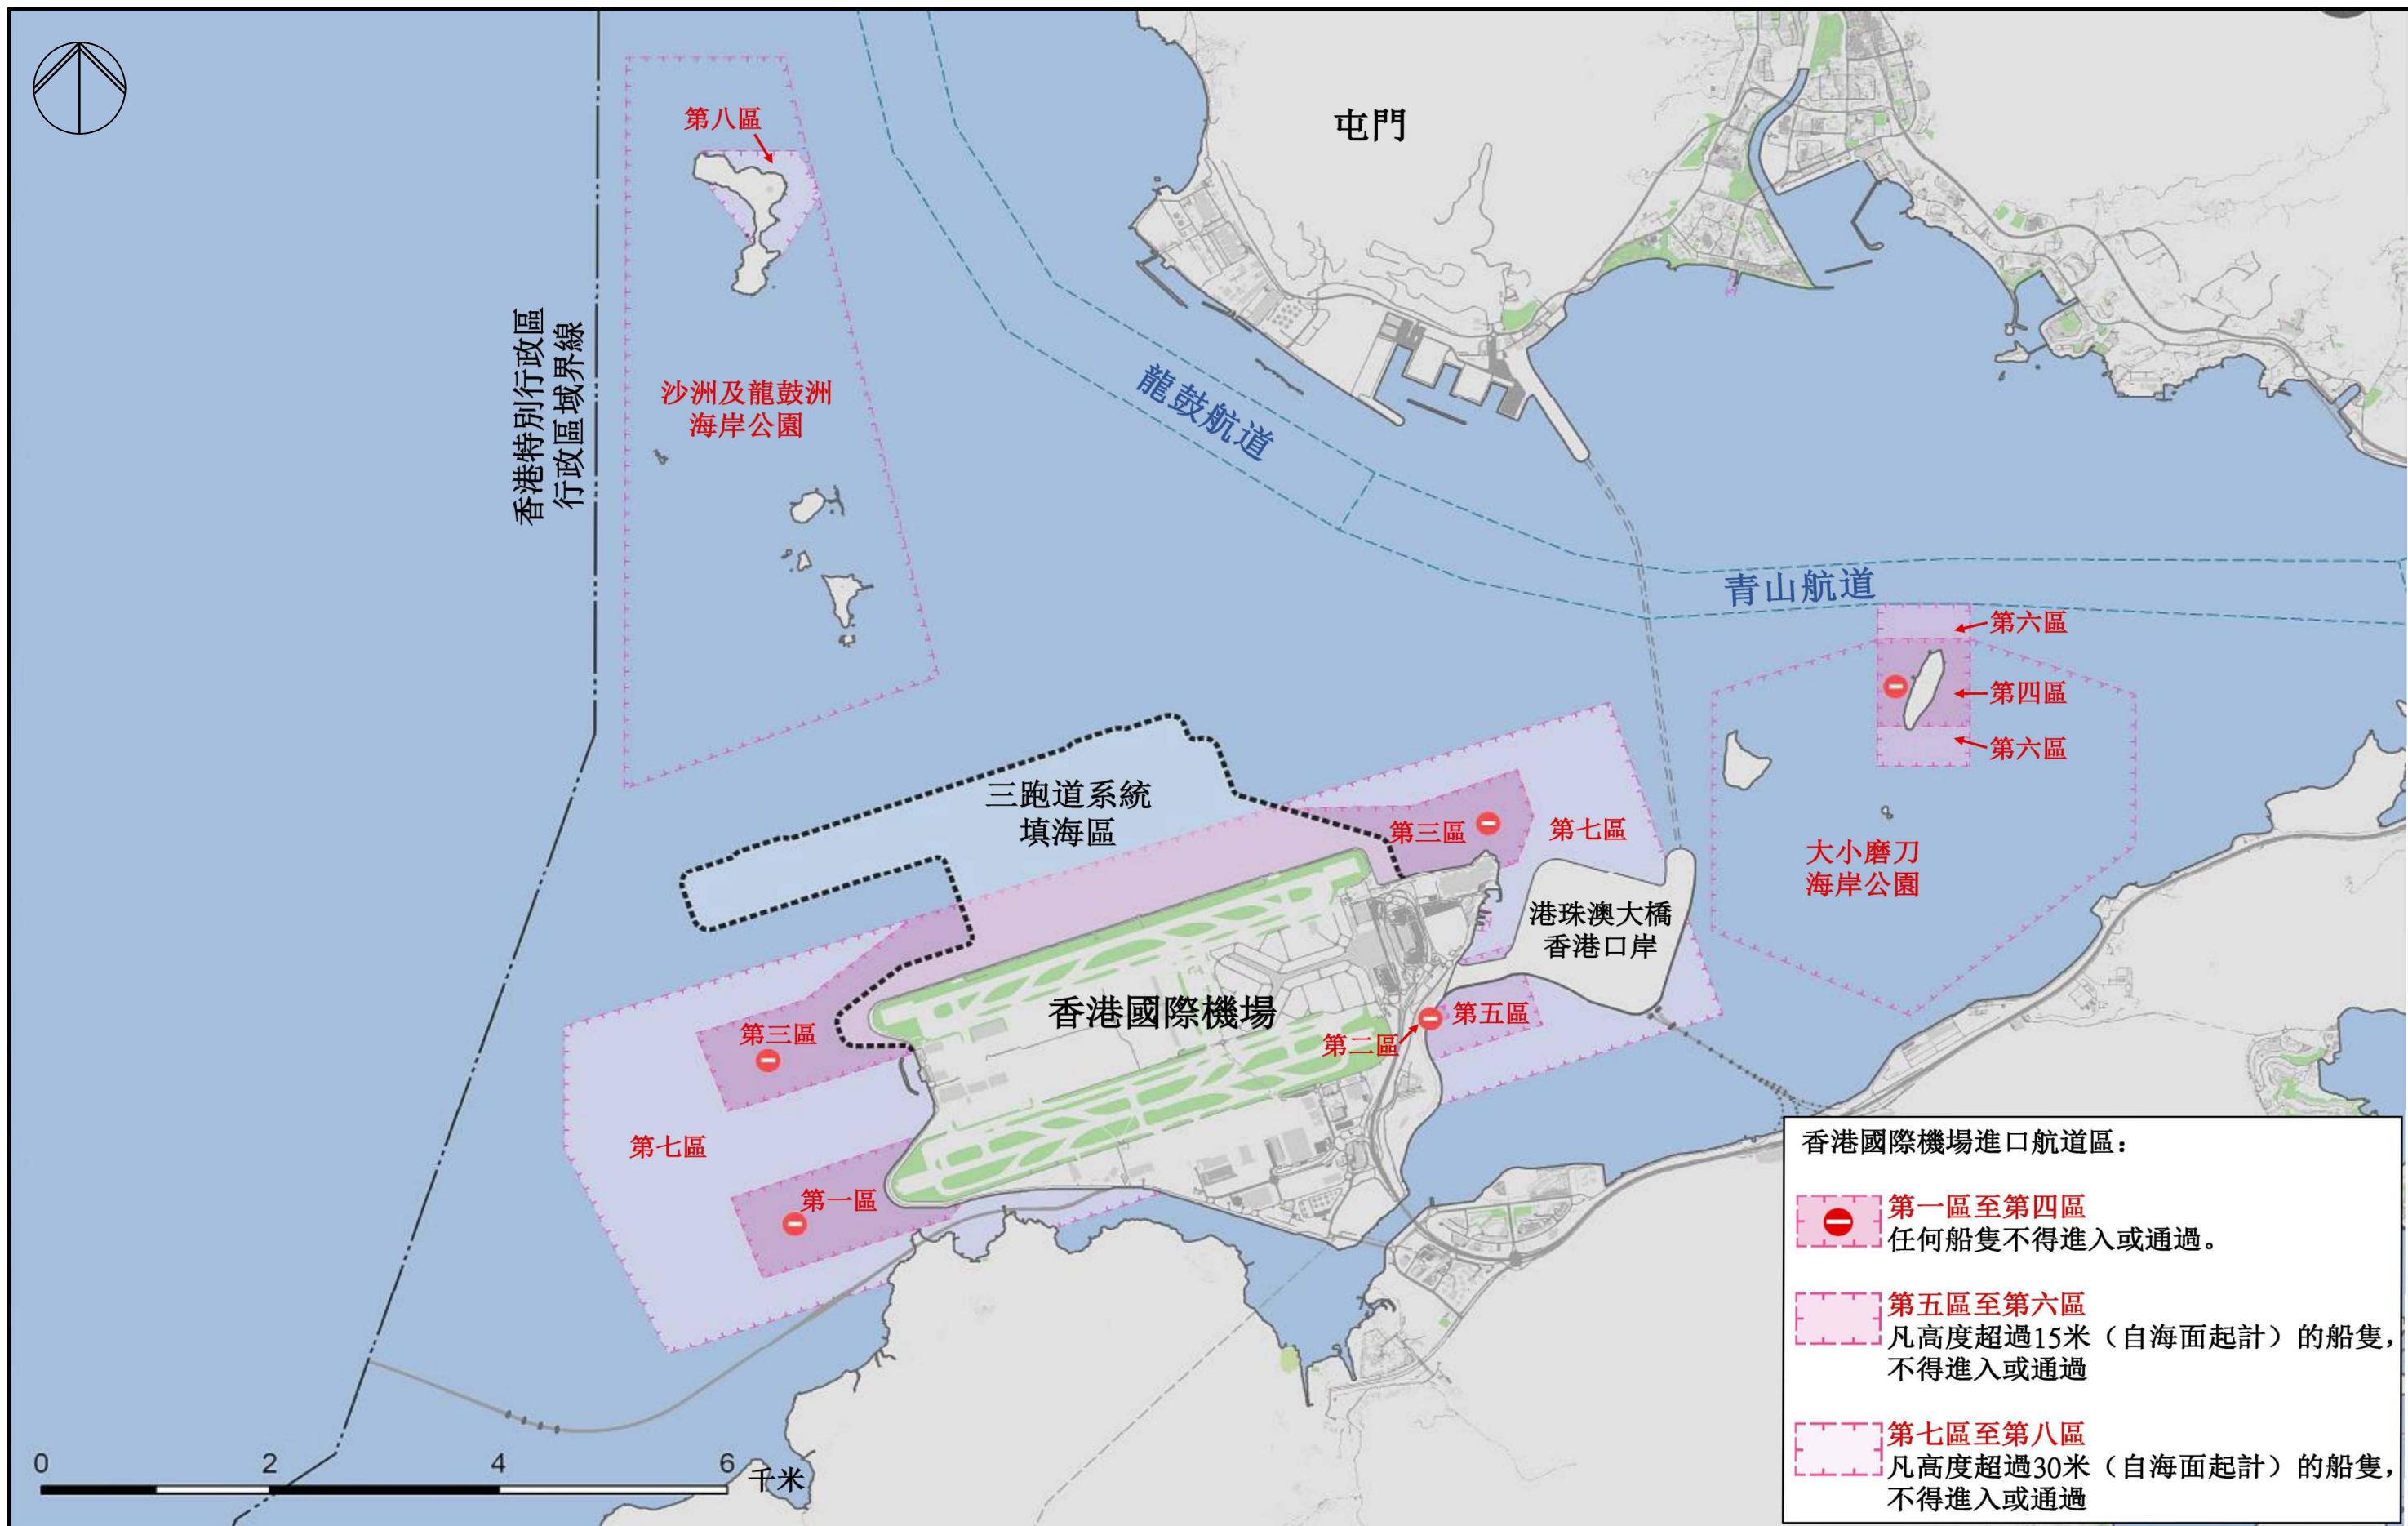 第八區
屯門
香港特別行政區
行政區域界線
沙洲及龍鼓洲
海岸公園
龍鼓航道
青山航道
第六區
第四區
第六區
三跑道系統
填海區
第三區
第七區
大小磨刀
海岸公園
港珠澳大橋
香港口岸
香港國際機場
第五區
第二區
第三區
第七區
第一區
0 2 4 6 千米
香港國際機場進口航道區：
第一區至第四區
任何船隻不得進入或通過。
第五區至第六區
凡高度超過15米（自海面起計）的船隻，
不得進入或通過
第七區至第八區
凡高度超過30米（自海面起計）的船隻，
不得進入或通過